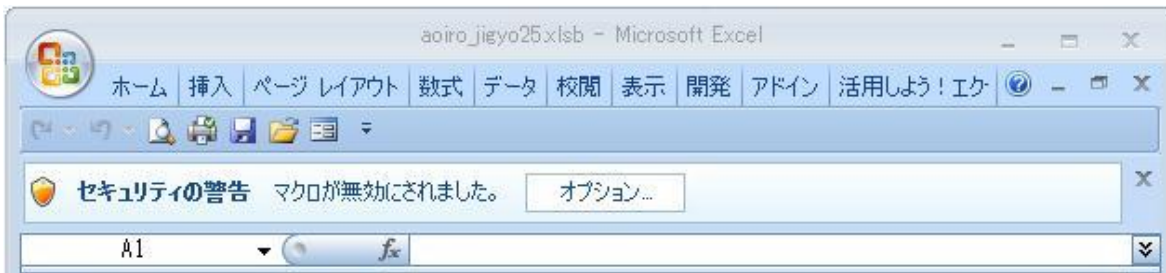 aoiro_jigyo25.xlsb - Microsoft Excel
ホーム 挿入 ページ レイアウト 数式 データ 校閲 表示 開発 アドイン 活用しよう！エク
セキュリティの警告 マクロが無効にされました。 オプション...
A1 fx